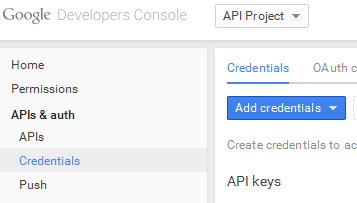 Google Developers Console API Project
Home
Permissions
APIs & auth
APIs
Credentials
Push
Credentials OAuth c
Add credentials
Create credentials to ac
API keys